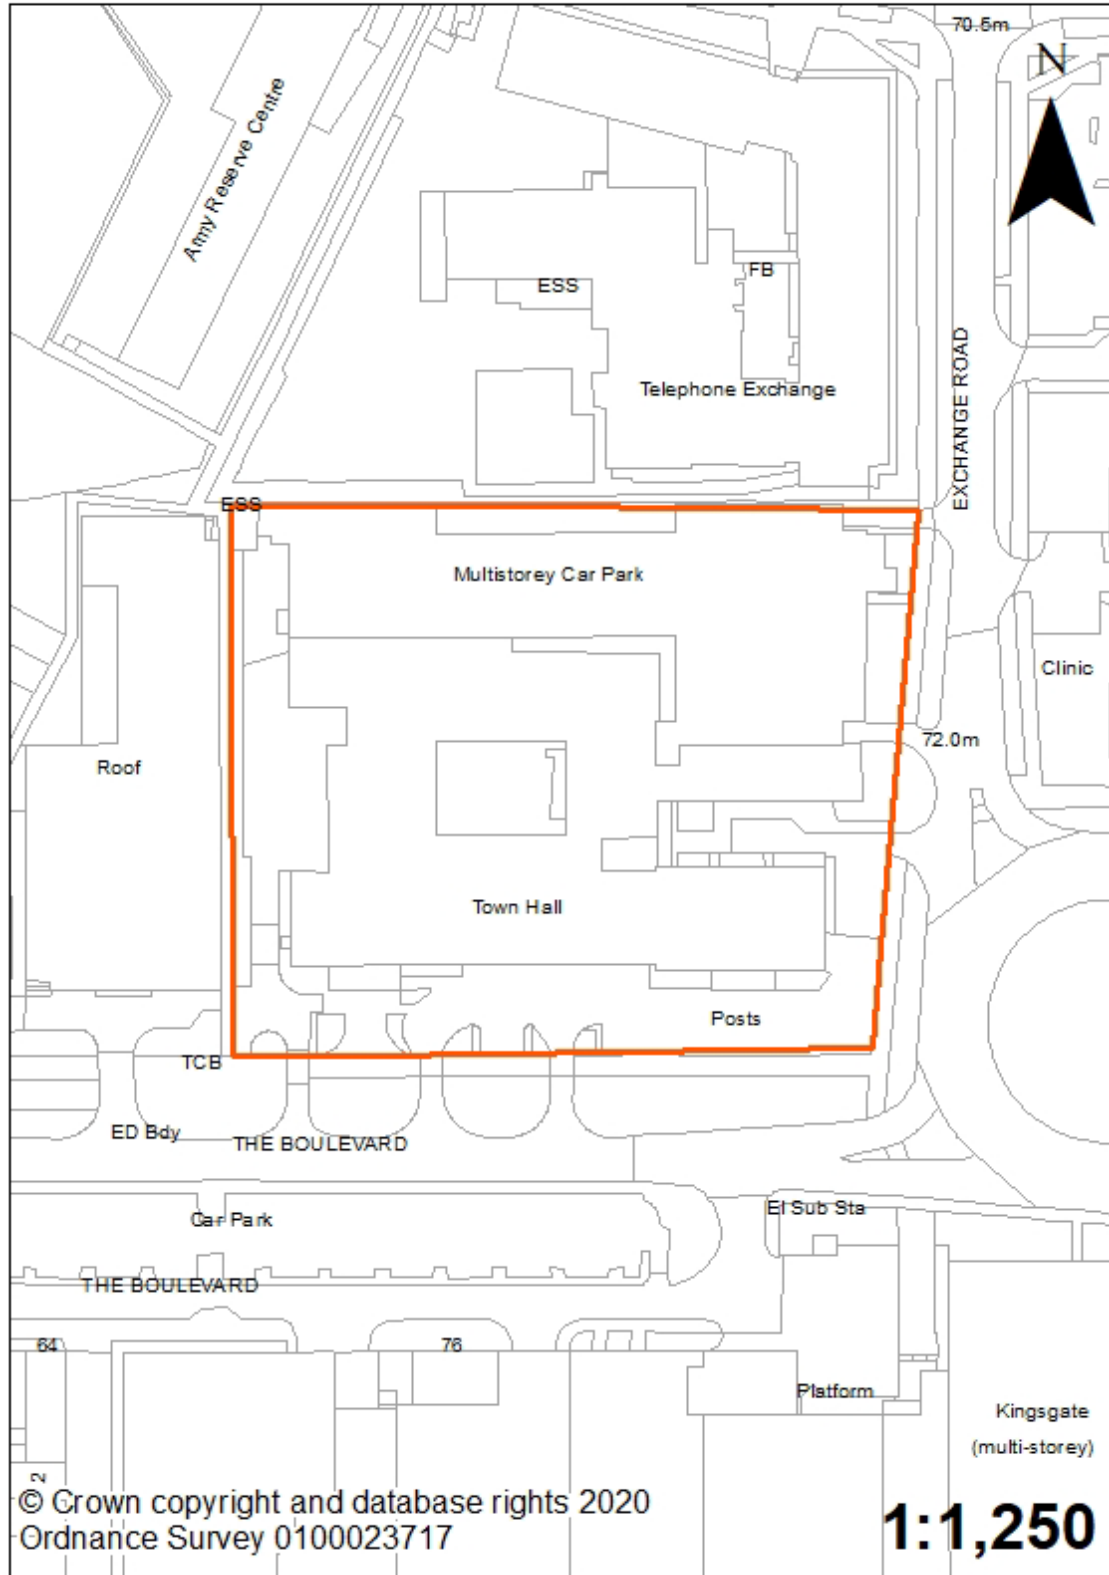 70.5m
N
Army Reserve Centre
FB
ESS
EXCHANGE ROAD
Telephone Exchange
ESS
Multistorey Car Park
Clinic
72.0m
Roof
Town Hall
Posts
TCB
ED Bdy
THE BOULEVARD
El Sub Sta
Car Park
THE BOULEVARD
64
76
Platform
Kingsgate
(multi-storey)
2
© Crown copyright and database rights 2020
Ordnance Survey 0100023717
1:1,250